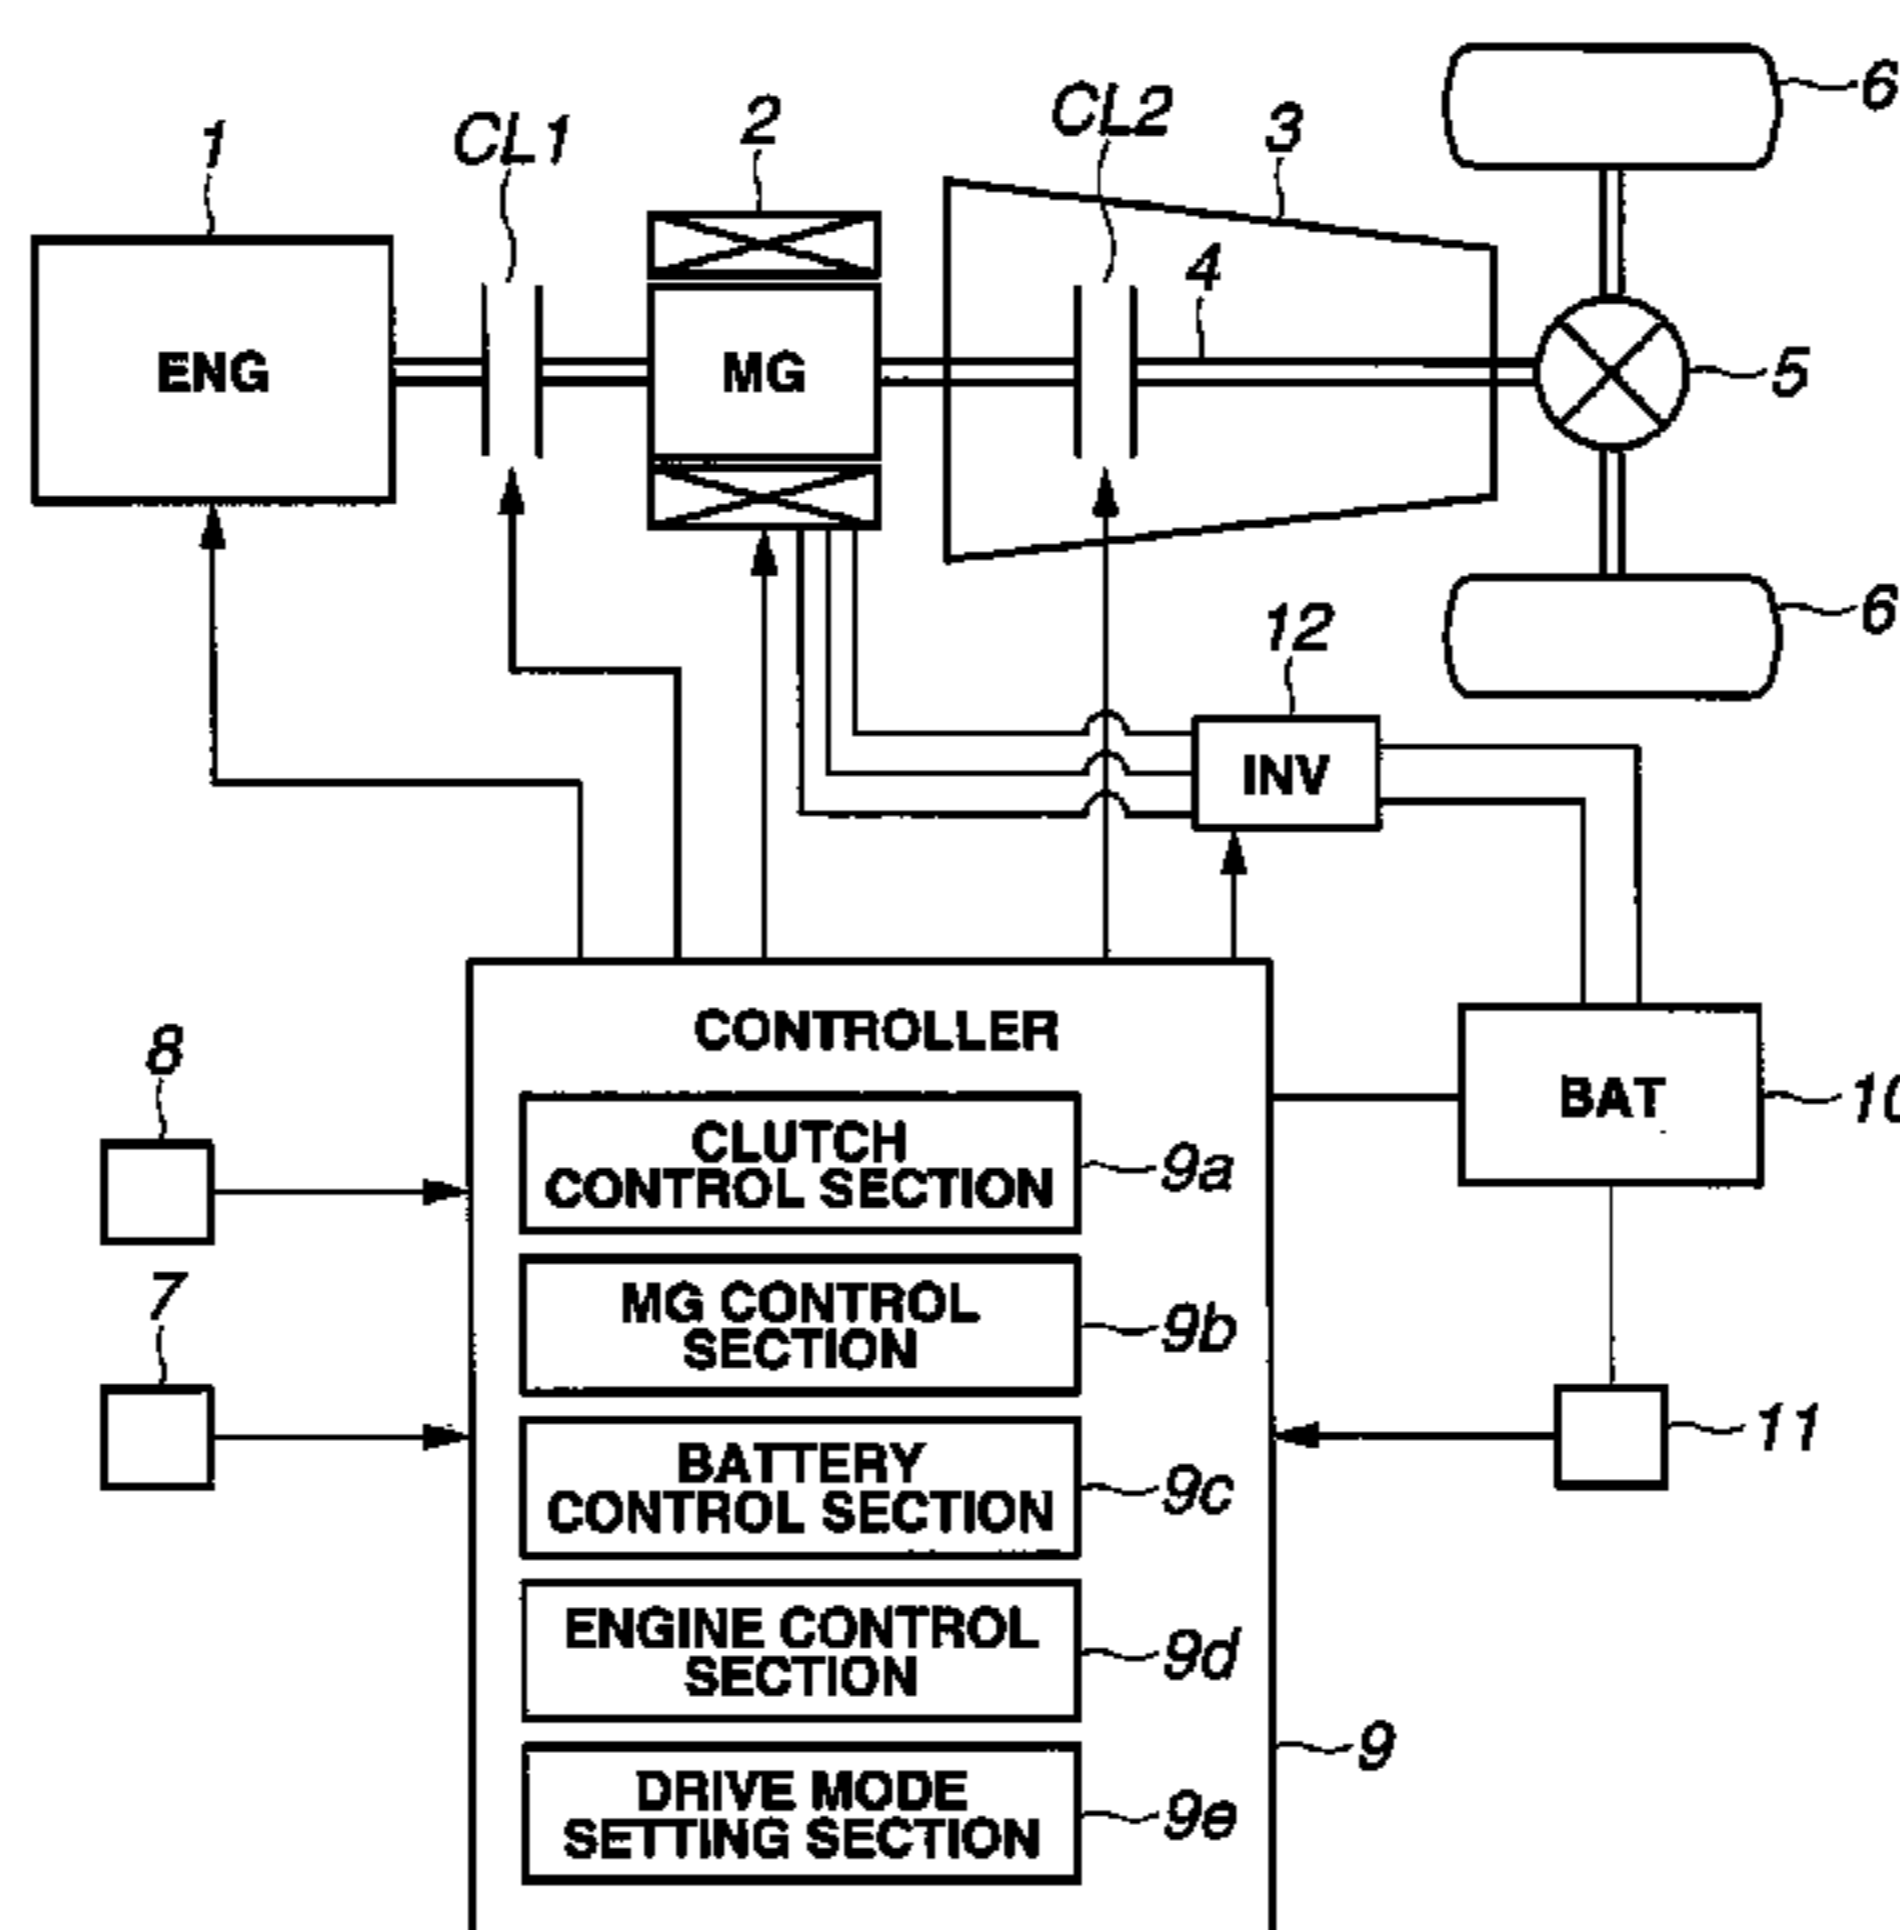 6
CL2
2
3
CL1
1
4
ENG
MG
5
6
12
INV
CONTROLLER
8
BAT
10
CLUTCH
CONTROL SECTION
9a
7
MG CONTROL
SECTION
9b
11
BATTERY
CONTROL SECTION
9c
ENGINE CONTROL
SECTION
9d
9
DRIVE MODE
SETTING SECTION
9e